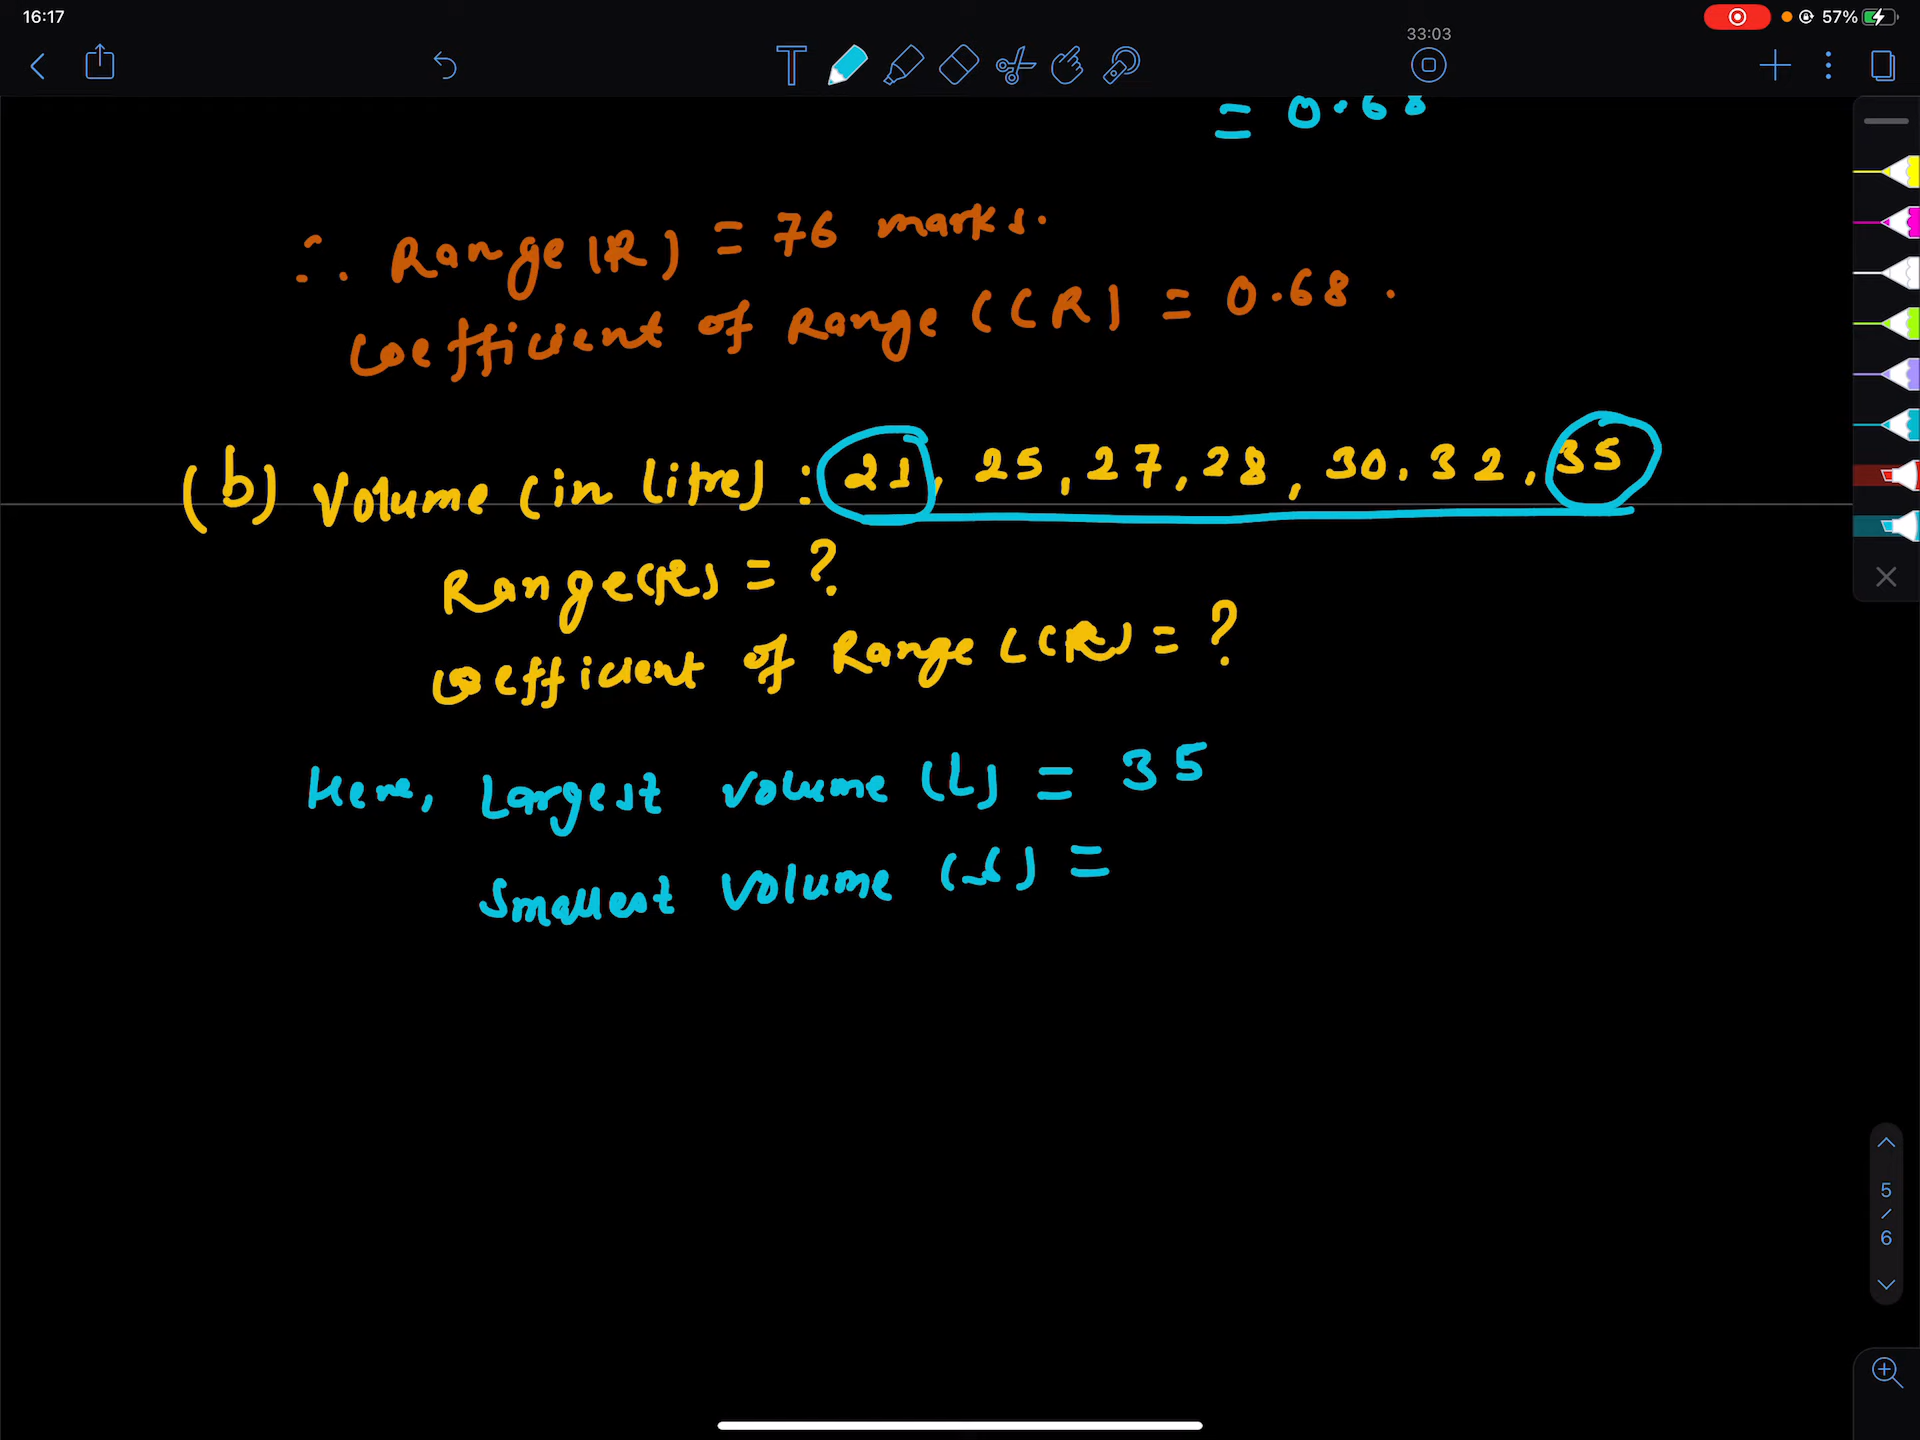 16:17
57%
33:03
= 0.68
∴ Range (R) = 76 marks.
Coefficient of Range (CR) = 0.68.
(b) Volume (in litre) : 21, 25, 27, 28, 30, 32, 35
Range(R) = ?
Coefficient of Range (CR) = ?
Here, Largest volume (L) = 35
Smallest volume (S) =
5
/
6